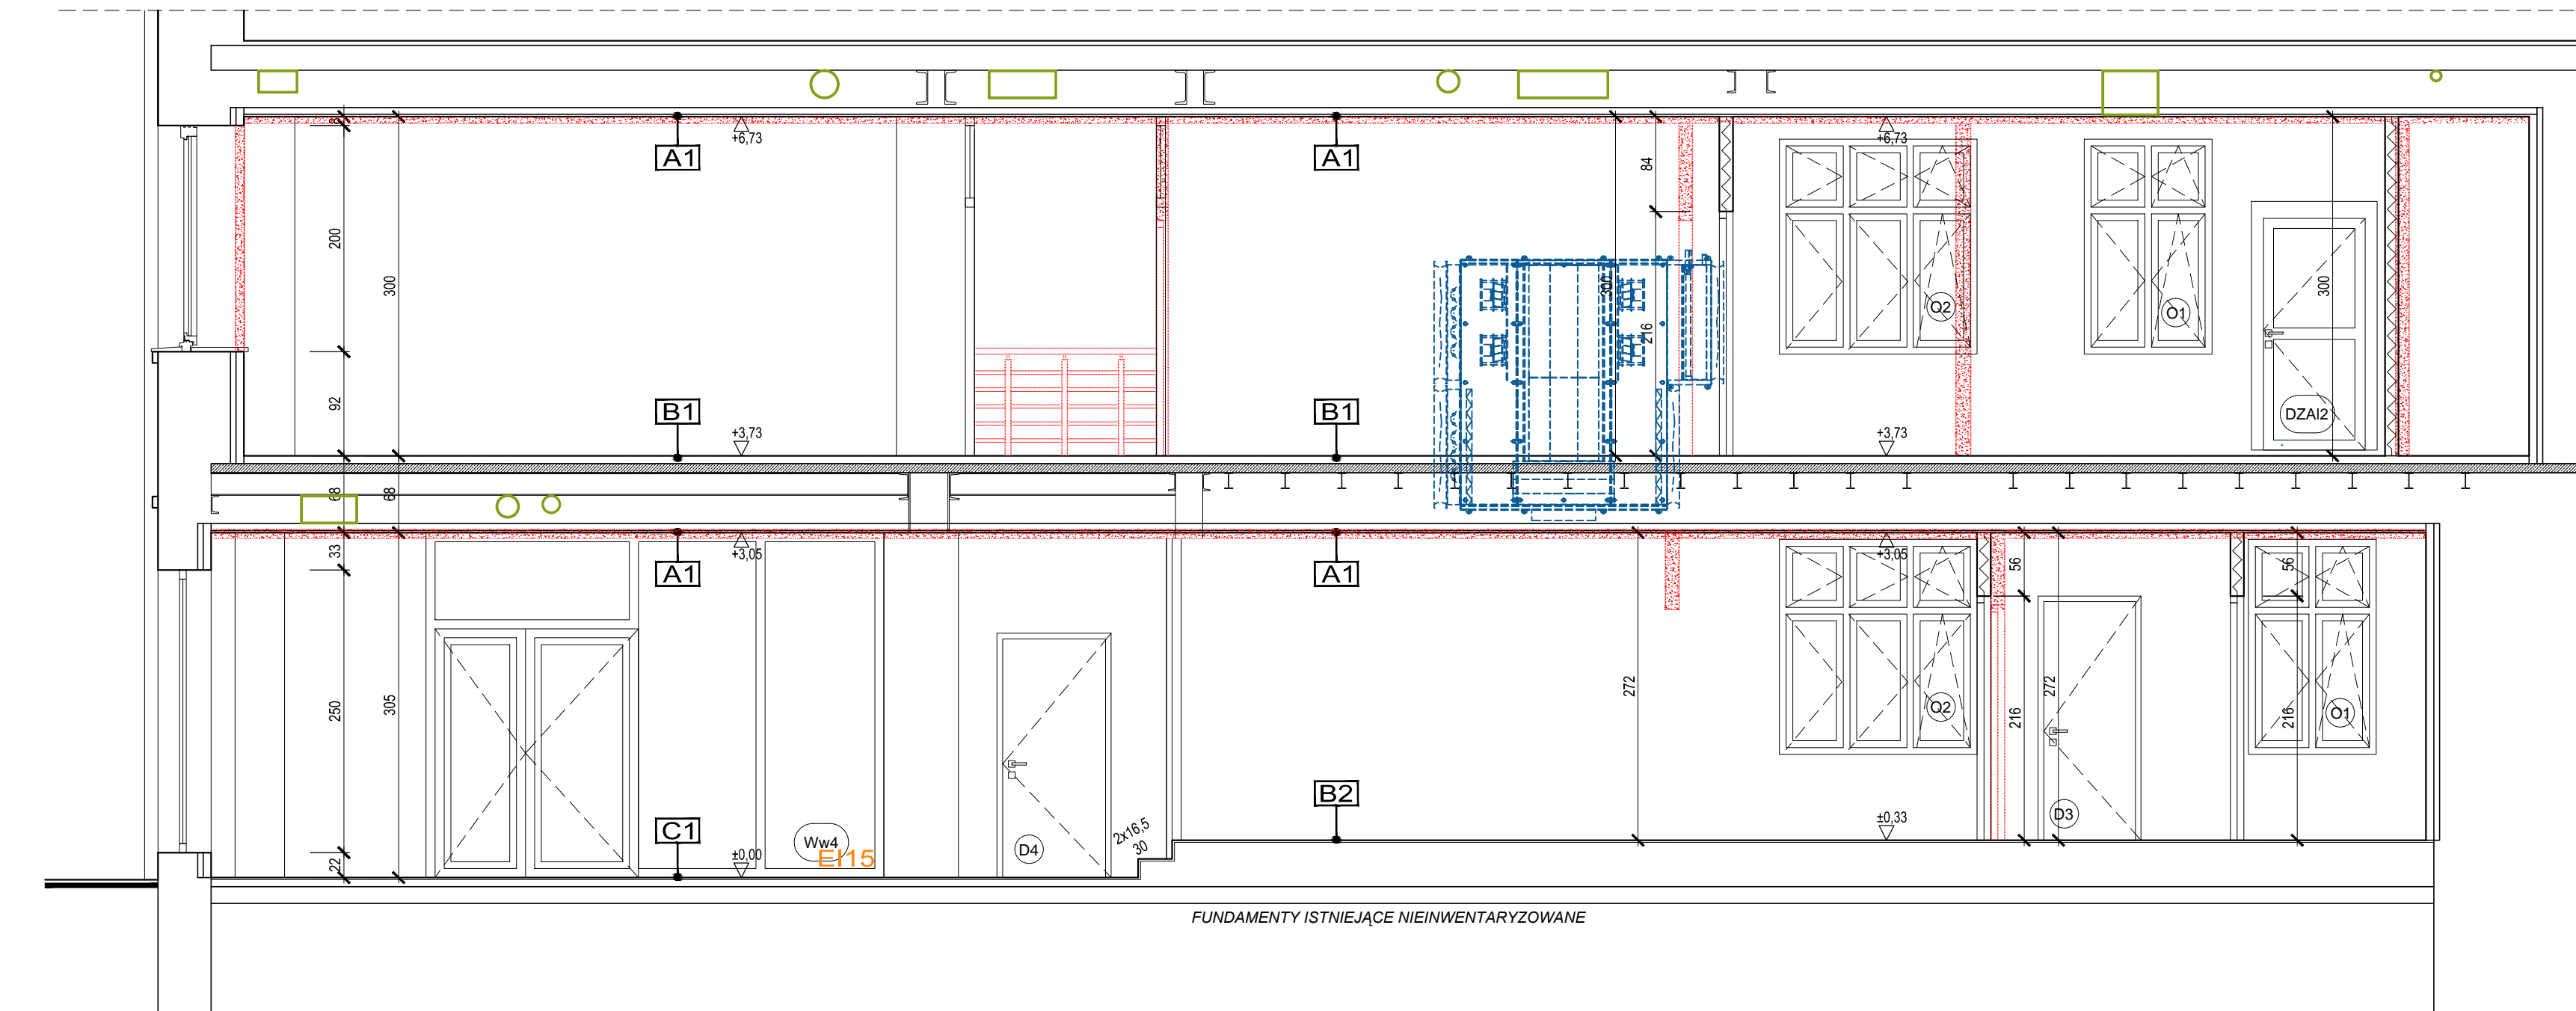 8
+6,73
A1
A1
84
+6,73
200
300
300
216
300
O2
O1
92
B1
+3,73
B1
+3,73
DZAI2
68
68
33
+3,05
A1
A1
+3,05
56
56
250
305
272
216
272
216
O2
O1
22
C1
±0,00
Ww4
EI15
D4
2x16,5
30
B2
±0,33
D3
FUNDAMENTY ISTNIEJĄCE NIEINWENTARYZOWANE